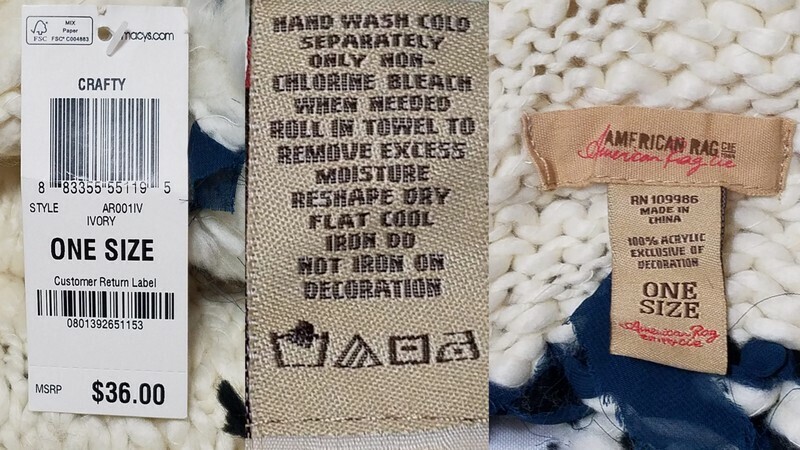 FSC
MIX
Paper
FSC® C004863
macys.com
CRAFTY
8 83355 55119 5
STYLE AR001IV
IVORY
ONE SIZE
Customer Return Label
0801392651153
MSRP $36.00
HAND WASH COLD
SEPARATELY
ONLY NON-
CHLORINE BLEACH
WHEN NEEDED
ROLL IN TOWEL TO
REMOVE EXCESS
MOISTURE
RESHAPE DRY
FLAT COOL
IRON DO
NOT IRON ON
DECORATION
AMERICAN RAG CIE
American Rag cie
RN 109986
MADE IN
CHINA
100% ACRYLIC
EXCLUSIVE OF
DECORATION
ONE
SIZE
American Rag